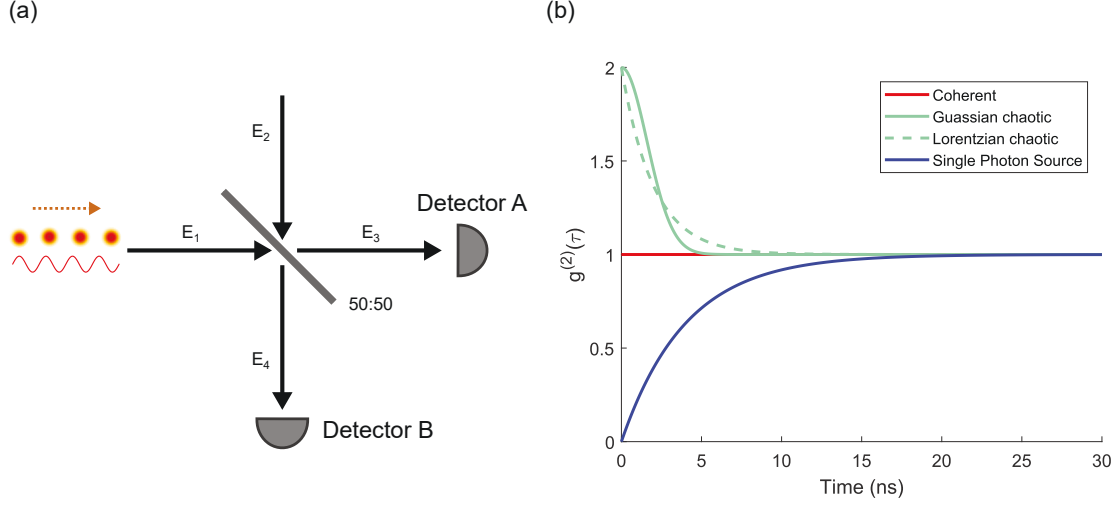 (a)
E₂
Detector A
E₁
E₃
50:50
E₄
Detector B
(b)
2
1.5
1
0.5
0
g⁽²⁾(τ)
Coherent
Guassian chaotic
Lorentzian chaotic
Single Photon Source
0 5 10 15 20 25 30
Time (ns)